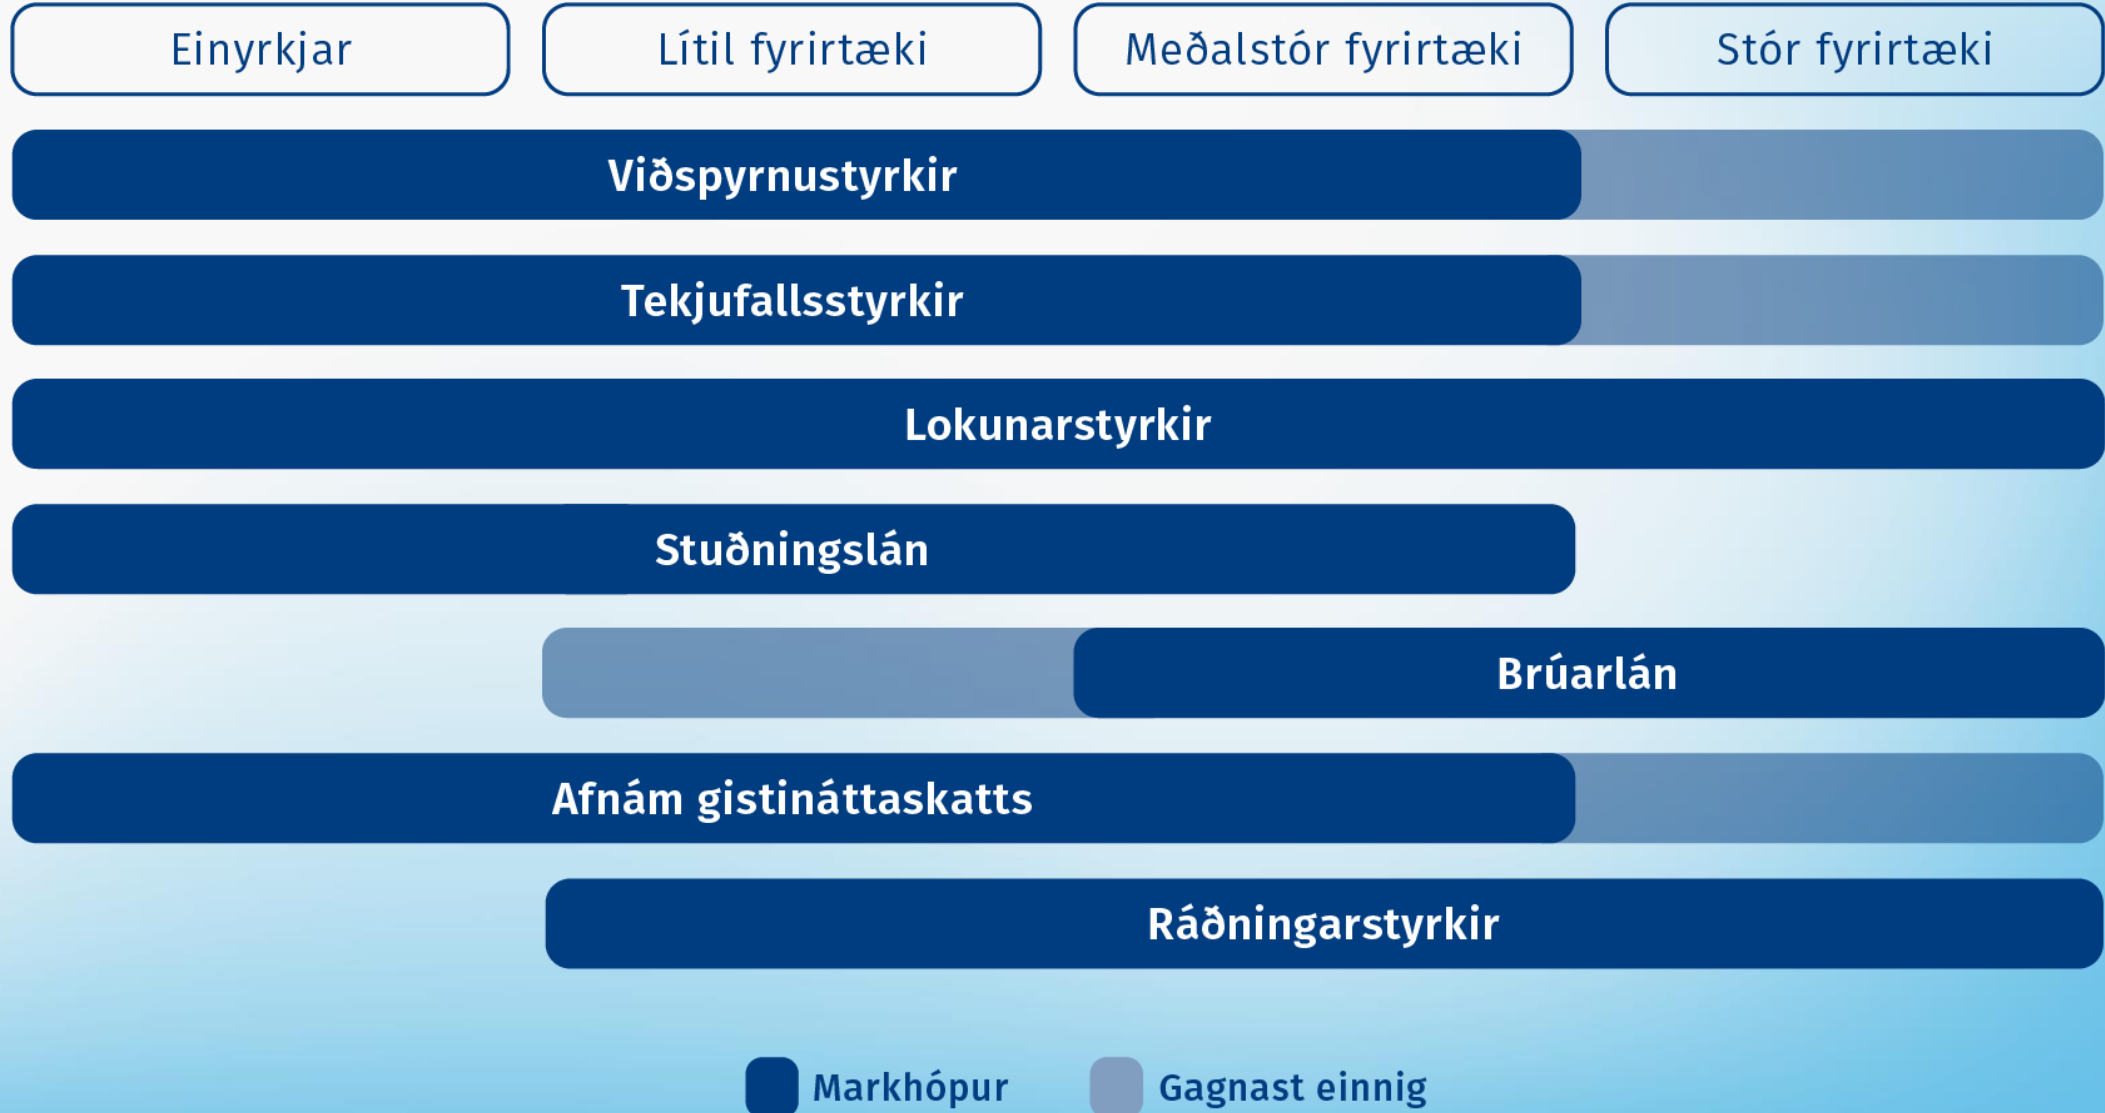 Einyrkjar
Lítil fyrirtæki
Meðalstór fyrirtæki
Stór fyrirtæki
Viðspyrnustyrkir
Tekjufallsstyrkir
Lokunarstyrkir
Stuðningslán
Brúarlán
Afnám gistináttaskatts
Ráðningarstyrkir
Markhópur
Gagnast einnig